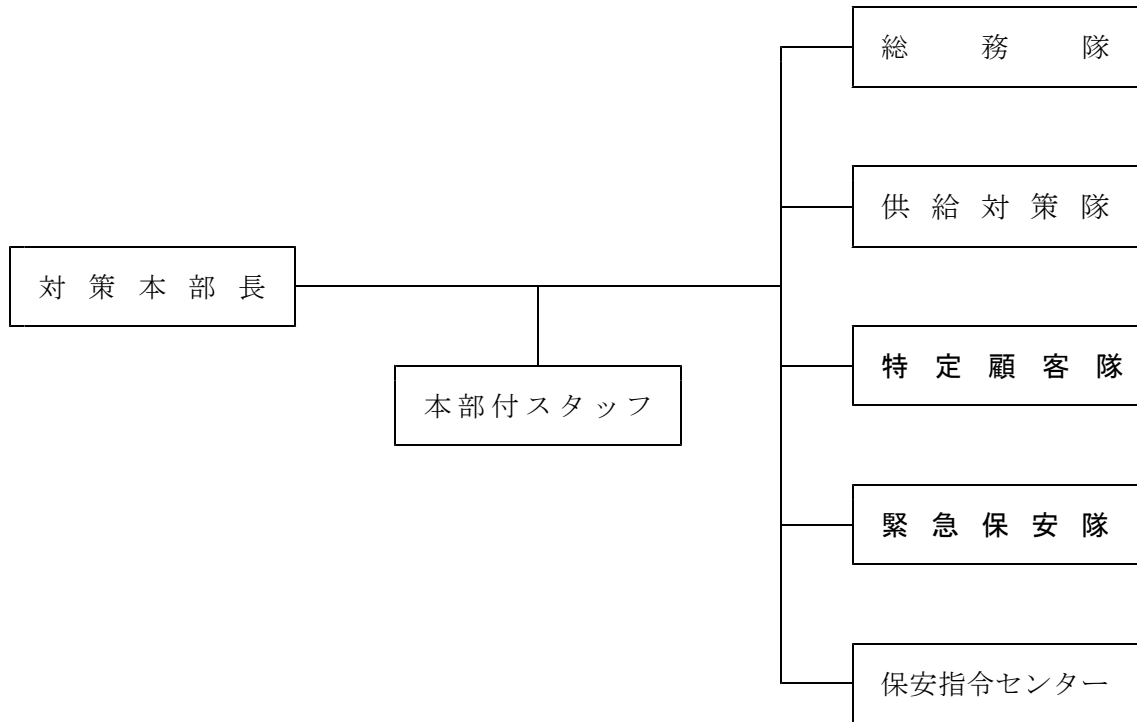 総務隊
供給対策隊
対策本部長
特定顧客隊
本部付スタッフ
緊急保安隊
保安指令センター